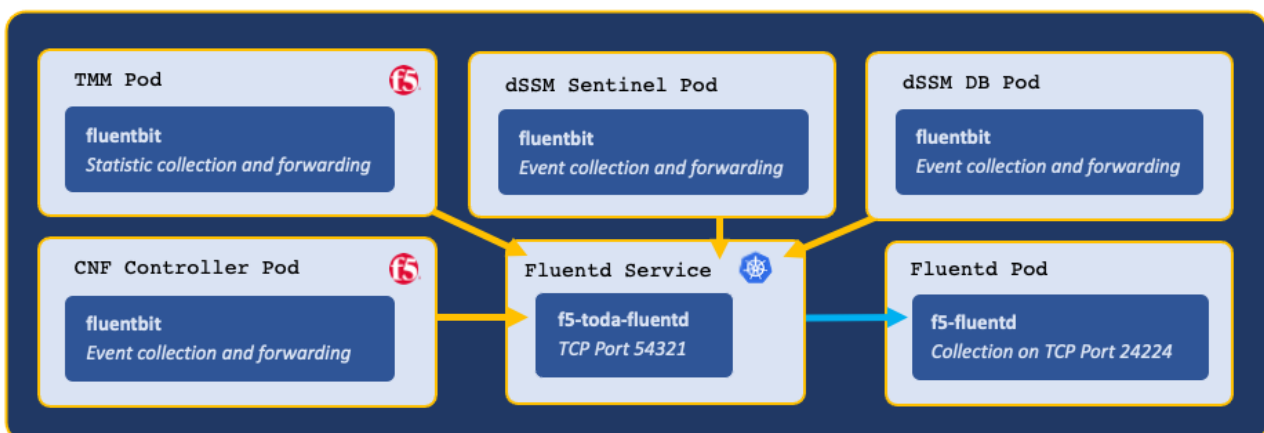 TMM Pod
f5
fluentbit
Statistic collection and forwarding
dSSM Sentinel Pod
fluentbit
Event collection and forwarding
dSSM DB Pod
fluentbit
Event collection and forwarding
CNF Controller Pod
f5
fluentbit
Event collection and forwarding
Fluentd Service
f5-toda-fluentd
TCP Port 54321
Fluentd Pod
f5-fluentd
Collection on TCP Port 24224